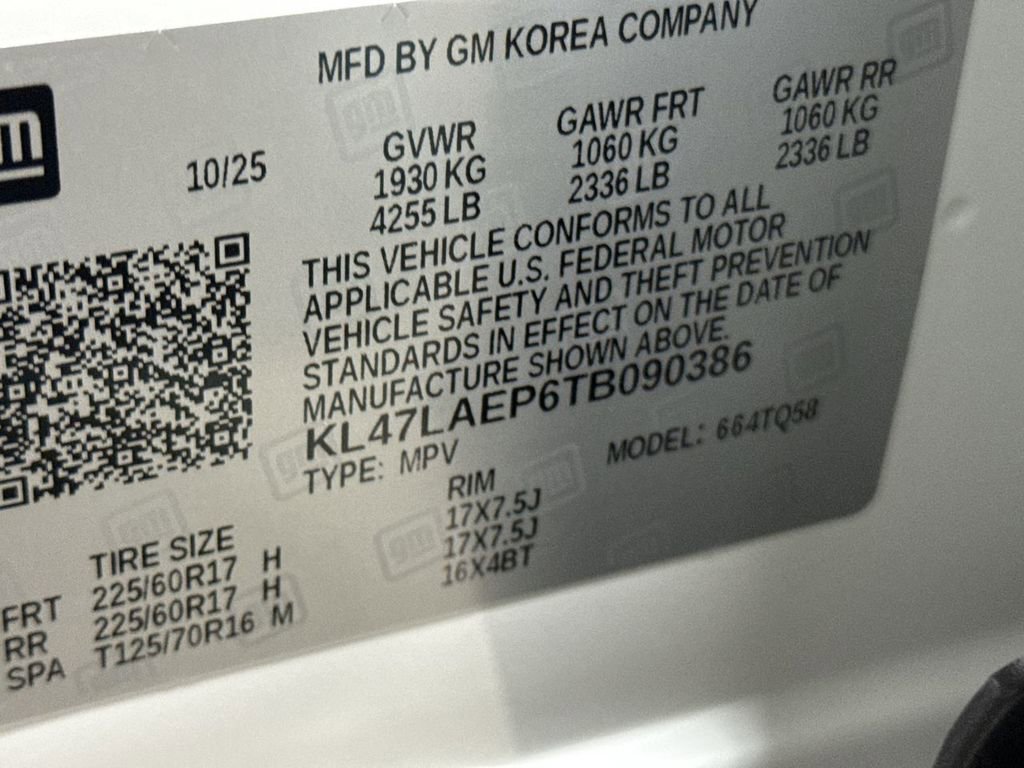 MFD BY GM KOREA COMPANY
gm
10/25
GVWR GAWR FRT GAWR RR
1930 KG 1060 KG 1060 KG
4255 LB 2336 LB 2336 LB
THIS VEHICLE CONFORMS TO ALL
APPLICABLE U.S. FEDERAL MOTOR
VEHICLE SAFETY AND THEFT PREVENTION
STANDARDS IN EFFECT ON THE DATE OF
MANUFACTURE SHOWN ABOVE.
KL47LAEP6TB090386
TYPE: MPV MODEL: 664TQ58
TIRE SIZE RIM
FRT 225/60R17 H 17X7.5J
RR 225/60R17 H 17X7.5J
SPA T125/70R16 M 16X4BT